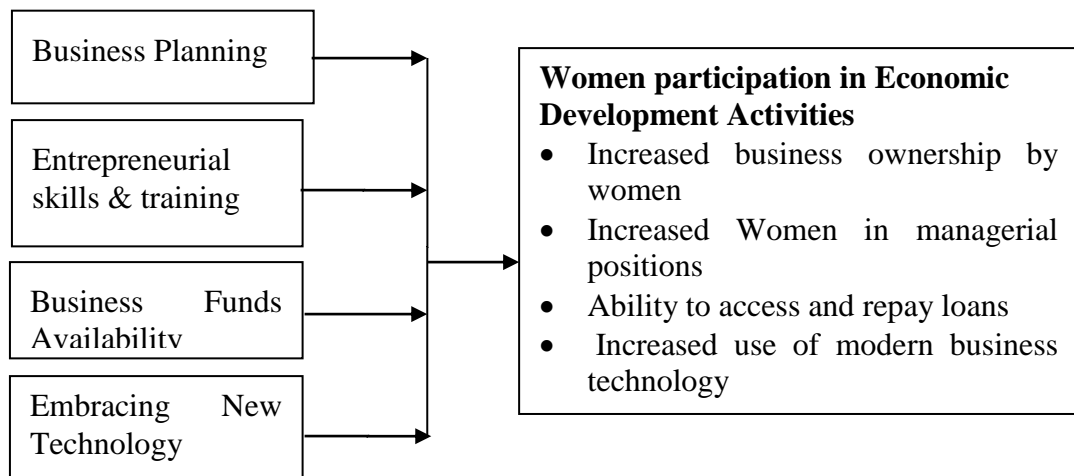 Business Planning
Entrepreneurial
skills & training
Business Funds
Availability
Embracing New
Technology
Women participation in Economic
Development Activities
• Increased business ownership by
women
• Increased Women in managerial
positions
• Ability to access and repay loans
• Increased use of modern business
technology